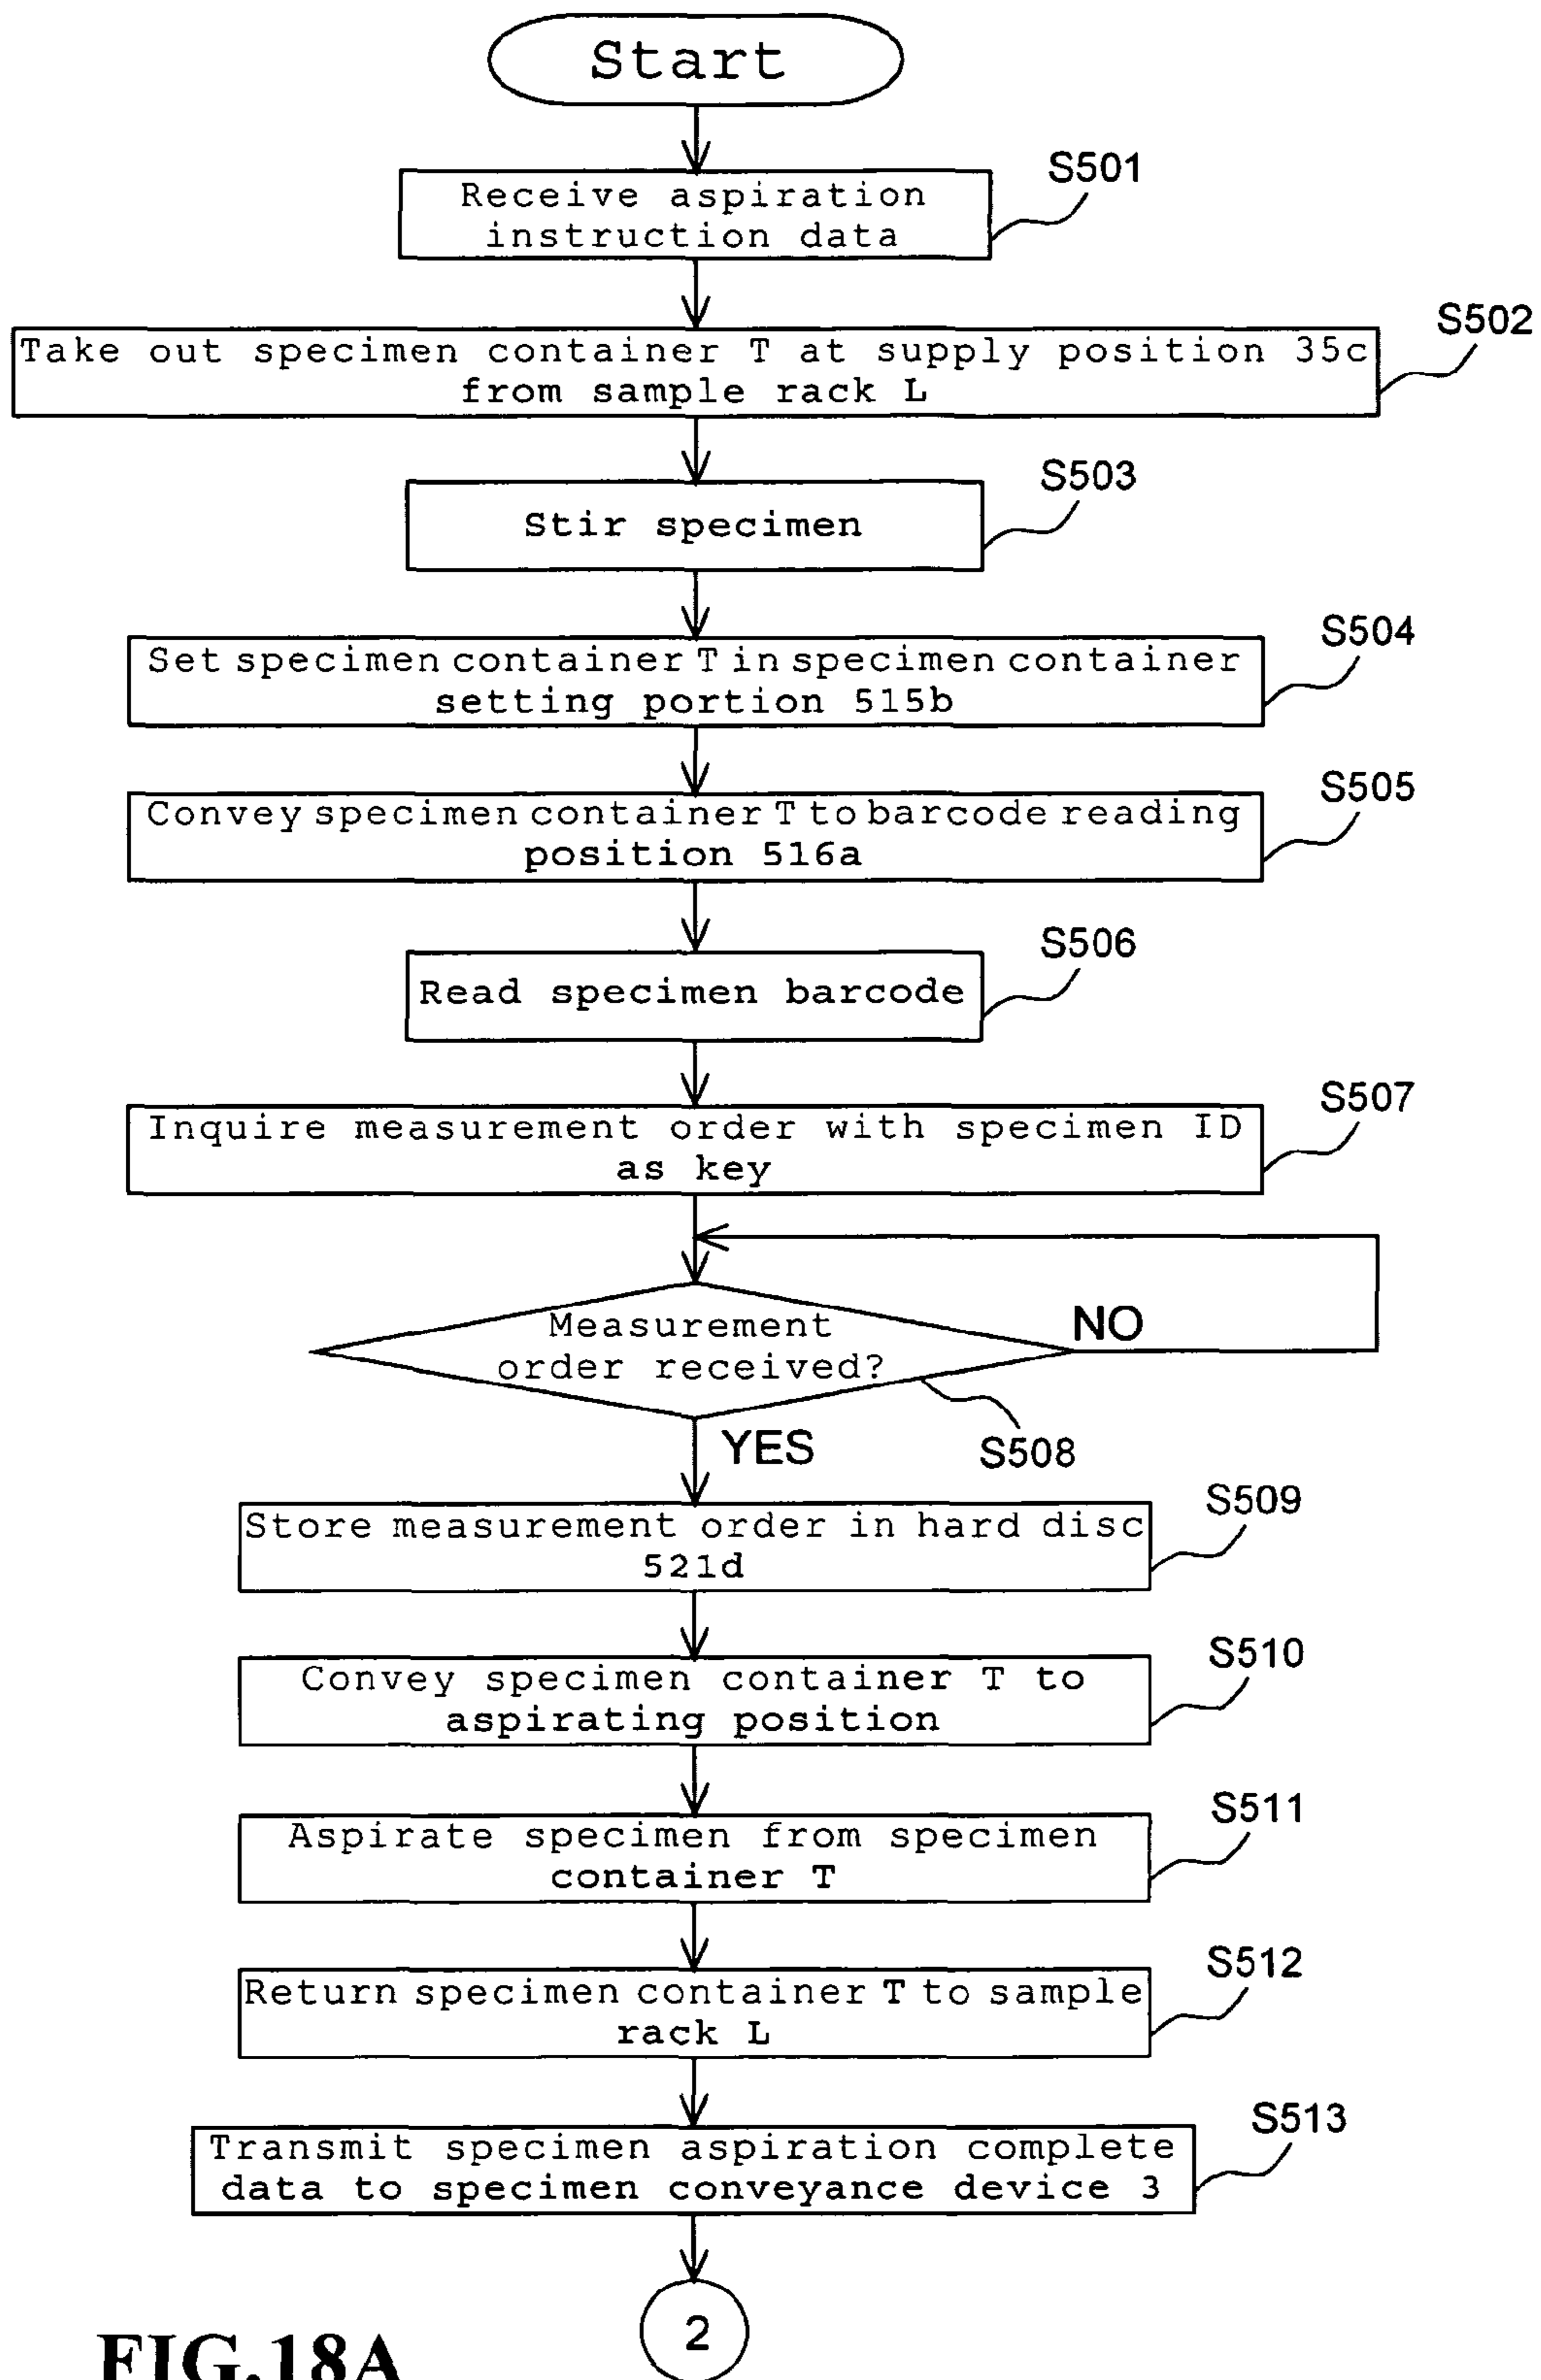 Start
S501
Receive aspiration
instruction data
S502
Take out specimen container T at supply position 35c
from sample rack L
S503
Stir specimen
S504
Set specimen container T in specimen container
setting portion 515b
S505
Convey specimen container T to barcode reading
position 516a
S506
Read specimen barcode
S507
Inquire measurement order with specimen ID
as key
NO
Measurement
order received?
YES
S508
S509
Store measurement order in hard disc
521d
S510
Convey specimen container T to
aspirating position
S511
Aspirate specimen from specimen
container T
S512
Return specimen container T to sample
rack L
S513
Transmit specimen aspiration complete
data to specimen conveyance device 3
2
FIG.18A